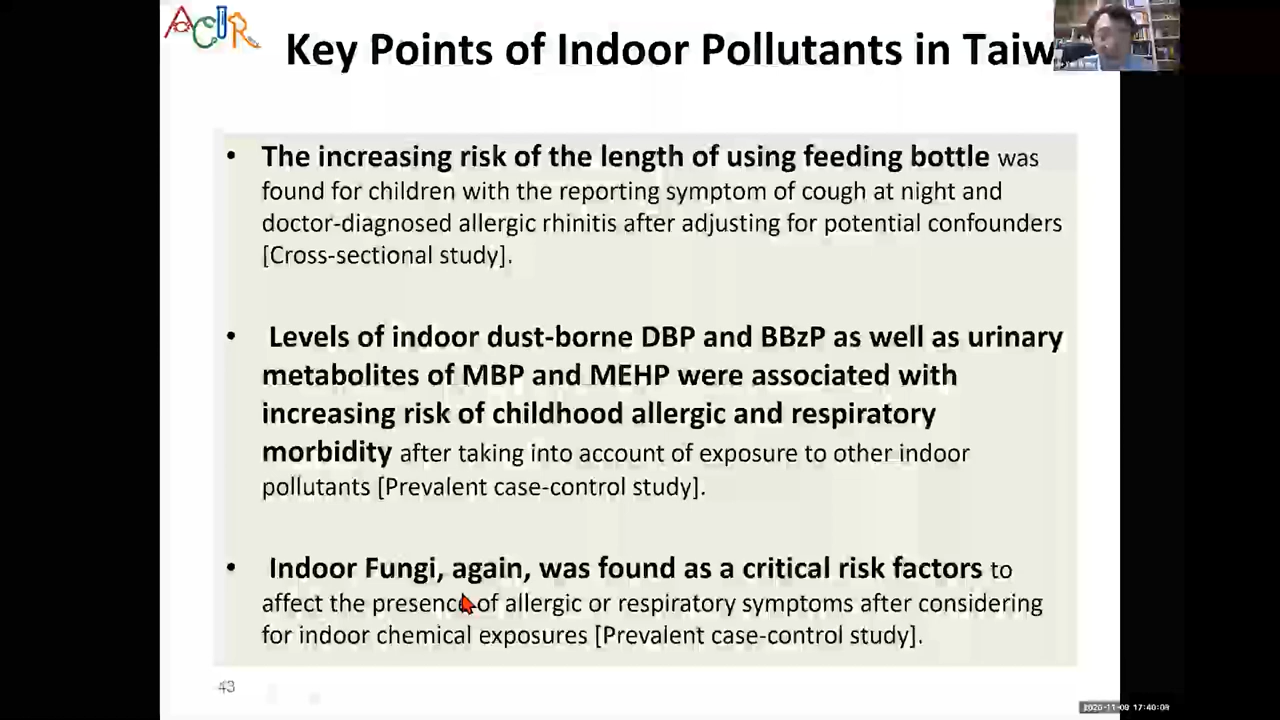 ACIR
Key Points of Indoor Pollutants in Taiw
• The increasing risk of the length of using feeding bottle was
found for children with the reporting symptom of cough at night and
doctor-diagnosed allergic rhinitis after adjusting for potential confounders
[Cross-sectional study].
• Levels of indoor dust-borne DBP and BBzP as well as urinary
metabolites of MBP and MEHP were associated with
increasing risk of childhood allergic and respiratory
morbidity after taking into account of exposure to other indoor
pollutants [Prevalent case-control study].
• Indoor Fungi, again, was found as a critical risk factors to
affect the presence of allergic or respiratory symptoms after considering
for indoor chemical exposures [Prevalent case-control study].
43